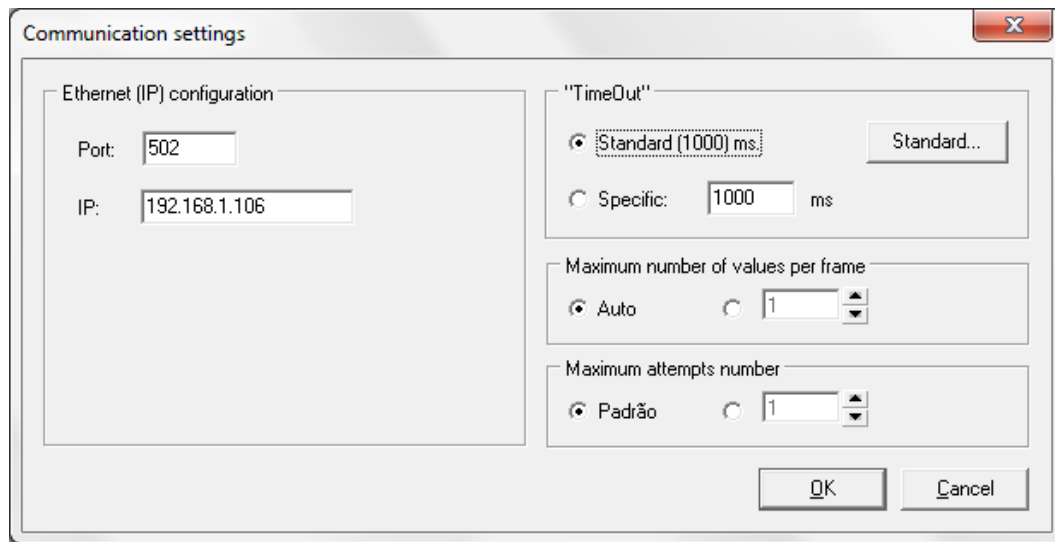 Communication settings
Ethernet (IP) configuration
Port: 502
IP: 192.168.1.106
"TimeOut"
Standard (1000) ms. Standard...
Specific: 1000 ms
Maximum number of values per frame
Auto 1
Maximum attempts number
Padrão 1
OK Cancel